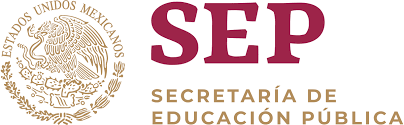 ESTADOS UNIDOS MEXICANOS
SEP
SECRETARÍA DE
EDUCACIÓN PÚBLICA